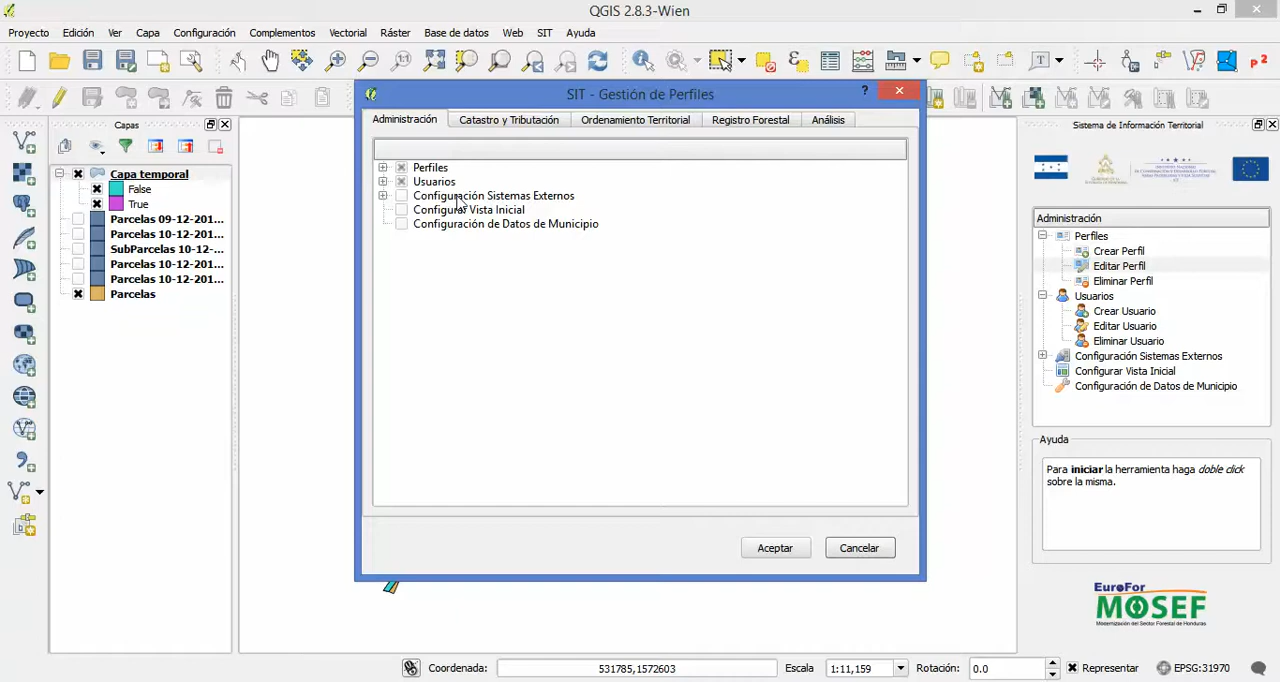 QGIS 2.8.3-Wien
Proyecto Edición Ver Capa Configuración Complementos Vectorial Ráster Base de datos Web SIT Ayuda
SIT - Gestión de Perfiles
Administración Catastro y Tributación Ordenamiento Territorial Registro Forestal Análisis
Perfiles
Usuarios
Configuración Sistemas Externos
Configurar Vista Inicial
Configuración de Datos de Municipio
Aceptar Cancelar
Capas
Capa temporal
False
True
Parcelas 09-12-201...
Parcelas 10-12-201...
SubParcelas 10-12-...
Parcelas 10-12-201...
Parcelas 10-12-201...
Parcelas
Sistema de Información Territorial
Administración
Perfiles
Crear Perfil
Editar Perfil
Eliminar Perfil
Usuarios
Crear Usuario
Editar Usuario
Eliminar Usuario
Configuración Sistemas Externos
Configurar Vista Inicial
Configuración de Datos de Municipio
Ayuda
Para iniciar la herramienta haga doble click
sobre la misma.
EuroFor
MOSEF
Modernización del Sector Forestal de Honduras
Coordenada: 531785,1572603 Escala 1:11,159 Rotación: 0.0 Representar EPSG:31970